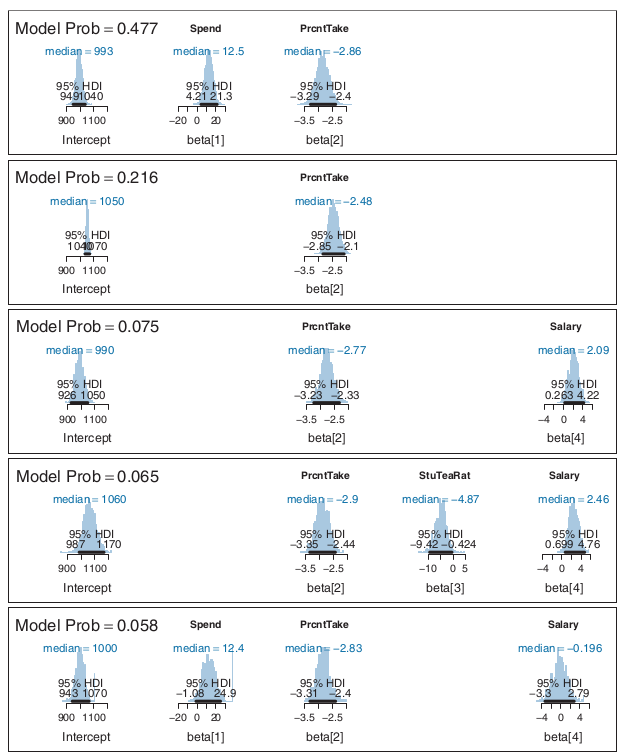 Model Prob = 0.477 Spend PrcntTake
median = 993 median = 12.5 median = −2.86
95% HDI 95% HDI 95% HDI
949 1040 4.21 21.3 −3.29 −2.4
900 1100 −20 0 20 −3.5 −2.5
Intercept beta[1] beta[2]
Model Prob = 0.216 PrcntTake
median = 1050 median = −2.48
95% HDI 95% HDI
1040 1070 −2.85 −2.1
900 1100 −3.5 −2.5
Intercept beta[2]
Model Prob = 0.075 PrcntTake Salary
median = 990 median = −2.77 median = 2.09
95% HDI 95% HDI 95% HDI
926 1050 −3.23 −2.33 0.263 4.22
900 1100 −3.5 −2.5 −4 0 4
Intercept beta[2] beta[4]
Model Prob = 0.065 PrcntTake StuTeaRat Salary
median = 1060 median = −2.9 median = −4.87 median = 2.46
95% HDI 95% HDI 95% HDI 95% HDI
987 1170 −3.35 −2.44 −9.42 −0.424 0.699 4.76
900 1100 −3.5 −2.5 −10 0 5 −4 0 4
Intercept beta[2] beta[3] beta[4]
Model Prob = 0.058 Spend PrcntTake Salary
median = 1000 median = 12.4 median = −2.83 median = −0.196
95% HDI 95% HDI 95% HDI 95% HDI
943 1070 −1.08 24.9 −3.31 −2.4 −3.3 2.79
900 1100 −20 0 20 −3.5 −2.5 −4 0 4
Intercept beta[1] beta[2] beta[4]